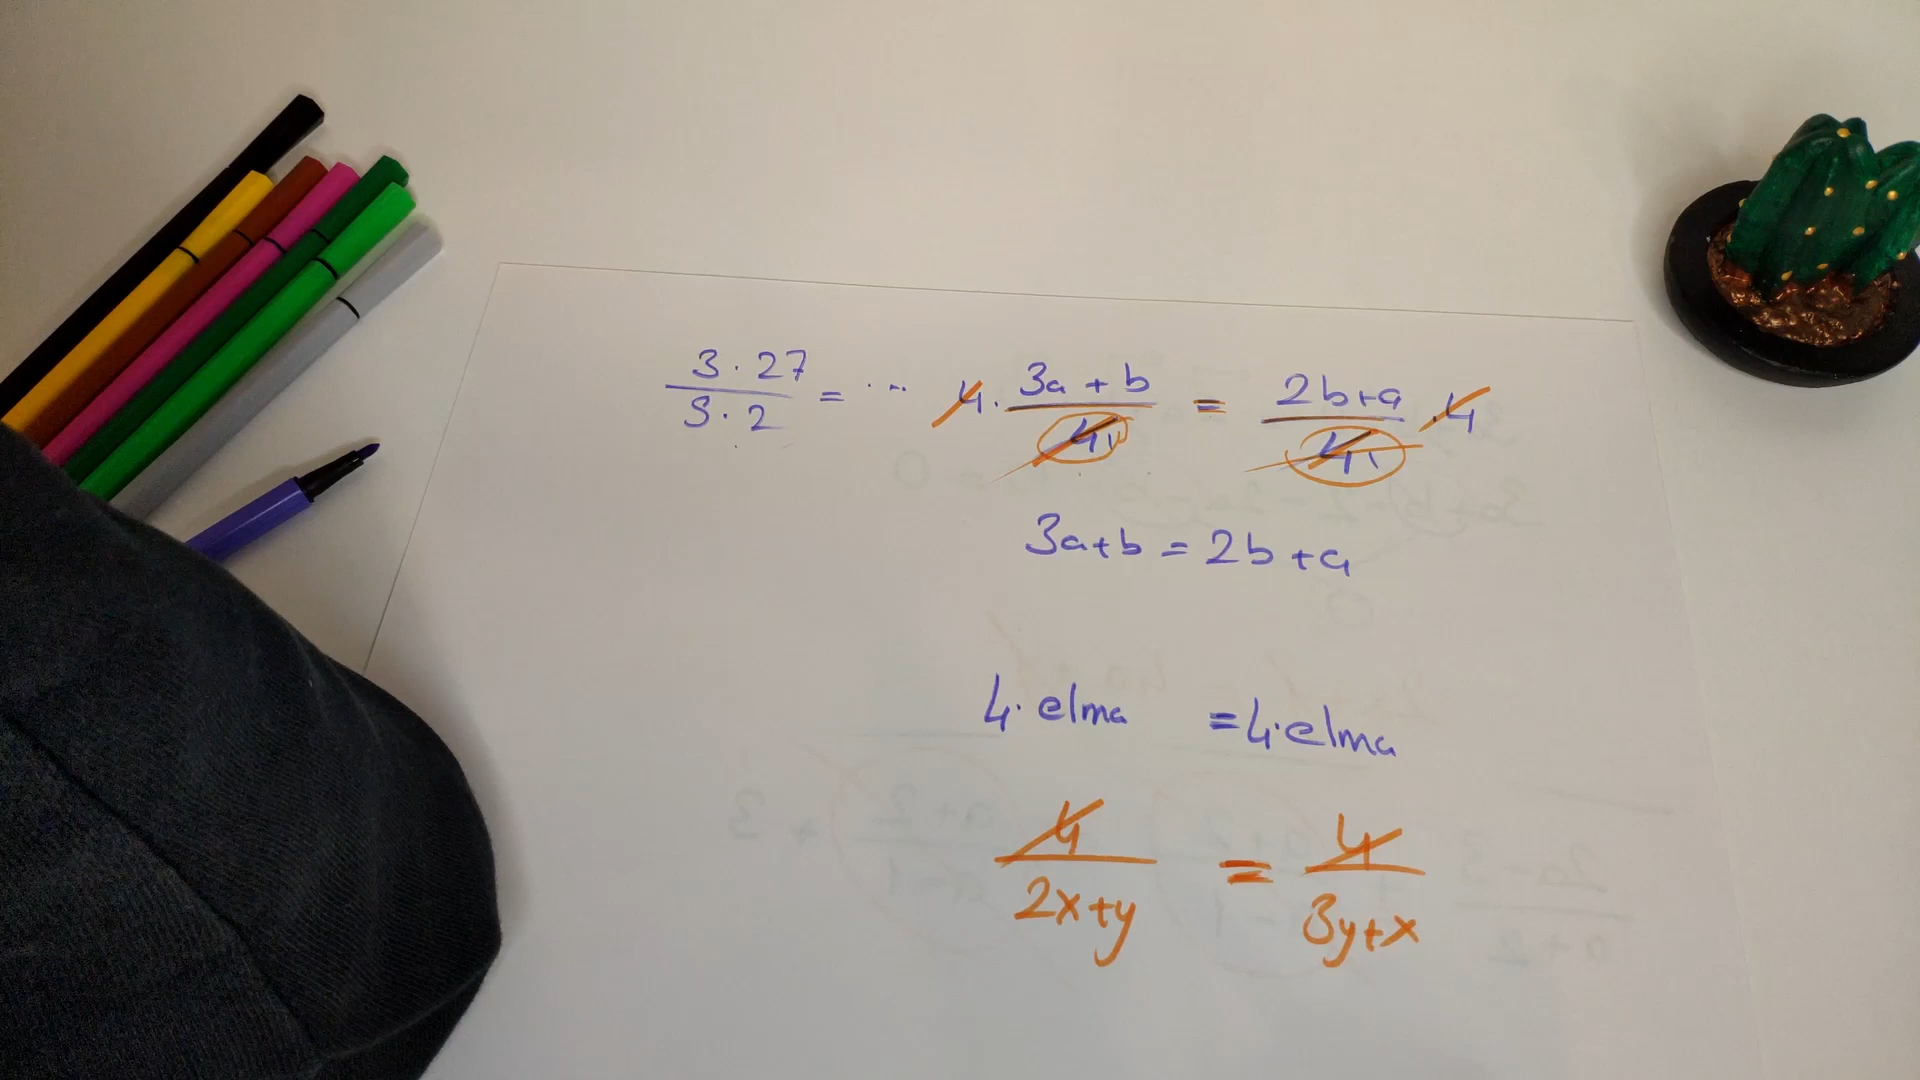 3 · 27 / 3 · 2 = ... 4 · 3a + b / 4 = 2b + a / 4 · 4
3a + b = 2b + a
4 · elma = 4 · elma
4 / 2x + y = 4 / 3y + x